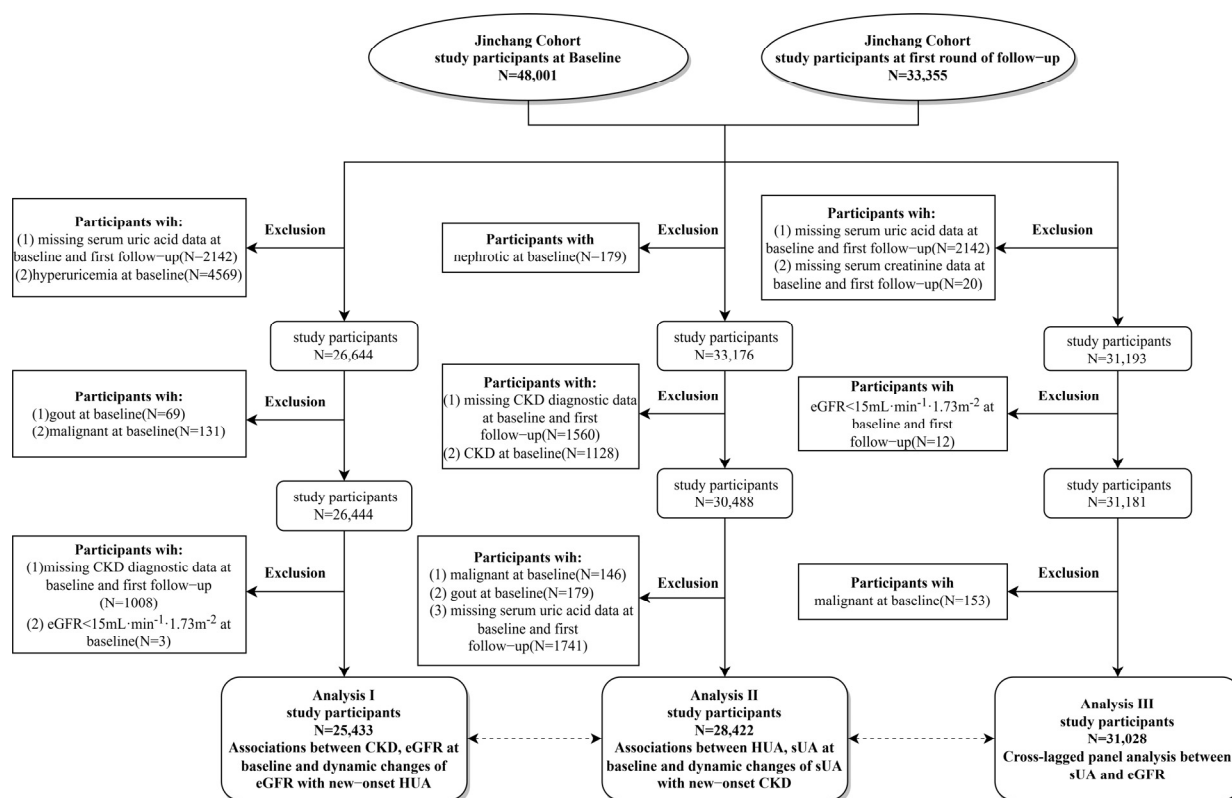 Jinchang Cohort
study participants at Baseline
N=48,001
Jinchang Cohort
study participants at first round of follow−up
N=33,355
Participants wih:
(1) missing serum uric acid data at
baseline and first follow−up(N−2142)
(2)hyperuricemia at baseline(N=4569)
Exclusion
Participants with
nephrotic at baseline(N−179)
Exclusion
Participants wih:
(1) missing serum uric acid data at
baseline and first follow−up(N=2142)
(2) missing serum creatinine data at
baseline and first follow−up(N=20)
Exclusion
study participants
N=26,644
study participants
N=33,176
study participants
N=31,193
Participants wih:
(1)gout at baseline(N=69)
(2)malignant at baseline(N=131)
Exclusion
Participants with:
(1) missing CKD diagnostic data
at baseline and first
follow−up(N=1560)
(2) CKD at baseline(N=1128)
Exclusion
Participants wih
eGFR<15mL·min⁻¹·1.73m⁻² at
baseline and first
follow−up(N=12)
Exclusion
study participants
N=26,444
study participants
N=30,488
study participants
N=31,181
Participants wih:
(1)missing CKD diagnostic data at
baseline and first follow−up
(N=1008)
(2) eGFR<15mL·min⁻¹·1.73m⁻² at
baseline(N=3)
Exclusion
Participants wih:
(1) malignant at baseline(N=146)
(2) gout at baseline(N=179)
(3) missing serum uric acid data at
baseline and first
follow−up(N=1741)
Exclusion
Participants wih
malignant at baseline(N=153)
Exclusion
Analysis I
study participants
N=25,433
Associations between CKD, eGFR at
baseline and dynamic changes of
eGFR with new−onset HUA
Analysis II
study participants
N=28,422
Associations between HUA, sUA at
baseline and dynamic changes of sUA
with new−onset CKD
Analysis III
study participants
N=31,028
Cross−lagged panel analysis between
sUA and eGFR